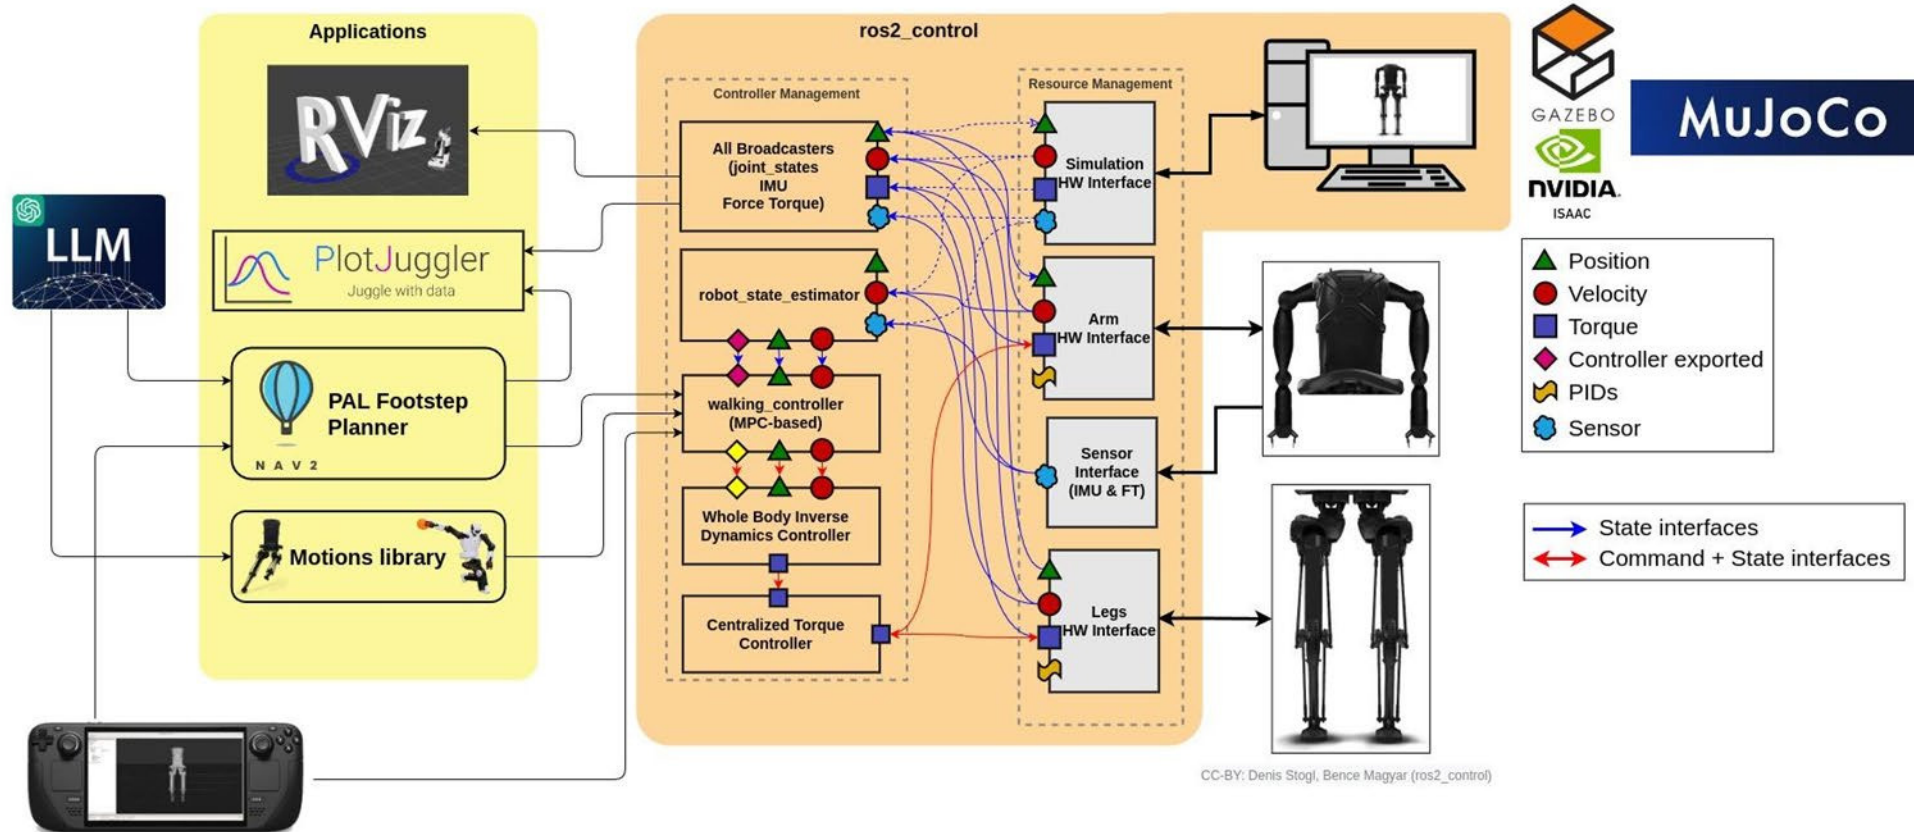 Applications
RViz
LLM
PlotJuggler
Juggle with data
PAL Footstep
Planner
NAV2
Motions library
ros2_control
Controller Management
All Broadcasters
(joint_states
IMU
Force Torque)
robot_state_estimator
walking_controller
(MPC-based)
Whole Body Inverse
Dynamics Controller
Centralized Torque
Controller
Resource Management
Simulation
HW Interface
Arm
HW Interface
Sensor
Interface
(IMU & FT)
Legs
HW Interface
GAZEBO
NVIDIA.
ISAAC
MuJoCo
Position
Velocity
Torque
Controller exported
PIDs
Sensor
State interfaces
Command + State interfaces
CC-BY: Denis Stogl, Bence Magyar (ros2_control)